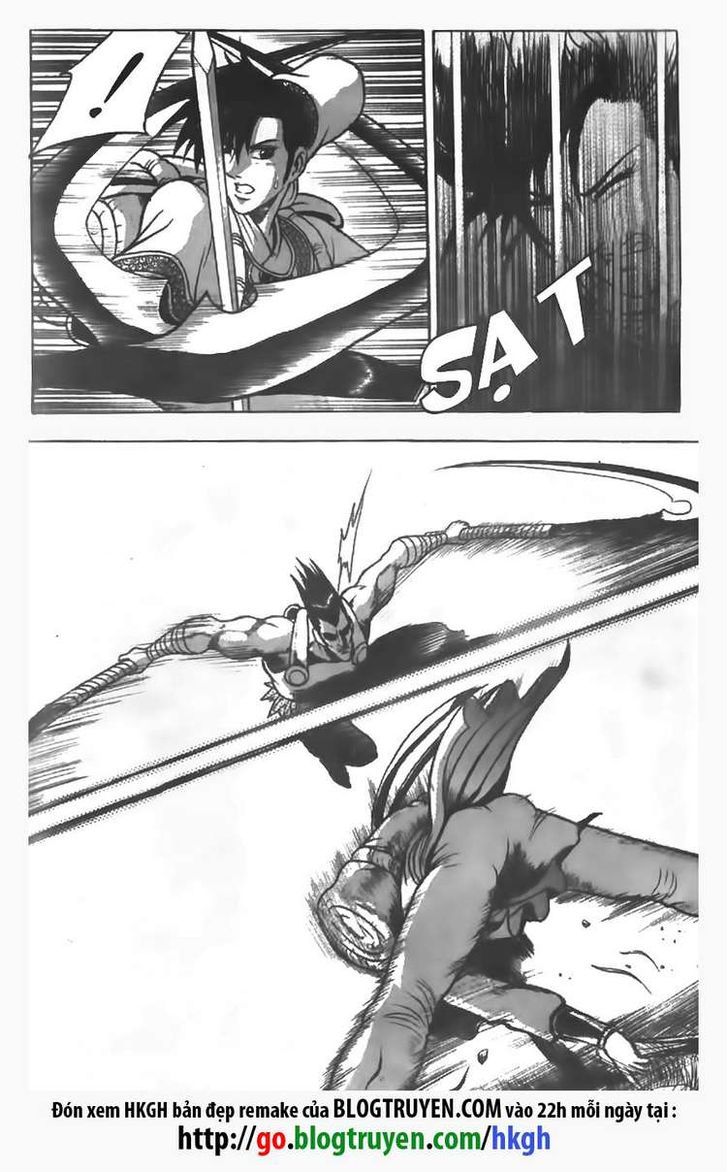 !
SẠT
Đón xem HKGH bản đẹp remake của BLOGTRUYEN.COM vào 22h mỗi ngày tại :
http://go.blogtruyen.com/hkgh